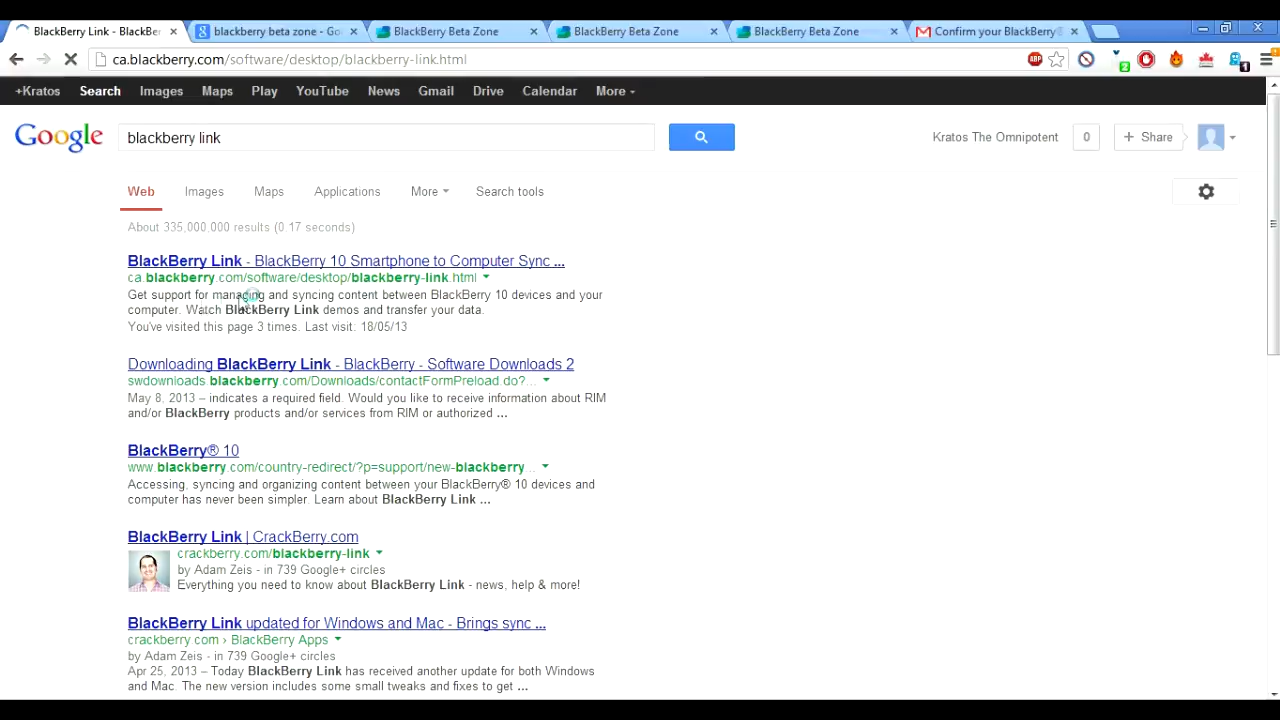 BlackBerry Link - BlackBer
blackberry beta zone - Go
BlackBerry Beta Zone
BlackBerry Beta Zone
BlackBerry Beta Zone
Confirm your BlackBerry®
ca.blackberry.com/software/desktop/blackberry-link.html
ABP
2
1
+Kratos Search Images Maps Play YouTube News Gmail Drive Calendar More
Google
blackberry link
Kratos The Omnipotent
0
+ Share
Web Images Maps Applications More Search tools
About 335,000,000 results (0.17 seconds)
BlackBerry Link - BlackBerry 10 Smartphone to Computer Sync ...
ca.blackberry.com/software/desktop/blackberry-link.html
Get support for managing and syncing content between BlackBerry 10 devices and your
computer. Watch BlackBerry Link demos and transfer your data.
You've visited this page 3 times. Last visit: 18/05/13
Downloading BlackBerry Link - BlackBerry - Software Downloads 2
swdownloads.blackberry.com/Downloads/contactFormPreload.do?...
May 8, 2013 – indicates a required field. Would you like to receive information about RIM
and/or BlackBerry products and/or services from RIM or authorized ...
BlackBerry® 10
www.blackberry.com/country-redirect/?p=support/new-blackberry...
Accessing, syncing and organizing content between your BlackBerry® 10 devices and
computer has never been simpler. Learn about BlackBerry Link ...
BlackBerry Link | CrackBerry.com
crackberry.com/blackberry-link
by Adam Zeis - in 739 Google+ circles
Everything you need to know about BlackBerry Link - news, help & more!
BlackBerry Link updated for Windows and Mac - Brings sync ...
crackberry.com › BlackBerry Apps
by Adam Zeis - in 739 Google+ circles
Apr 25, 2013 – Today BlackBerry Link has received another update for both Windows
and Mac. The new version includes some small tweaks and fixes to get ...